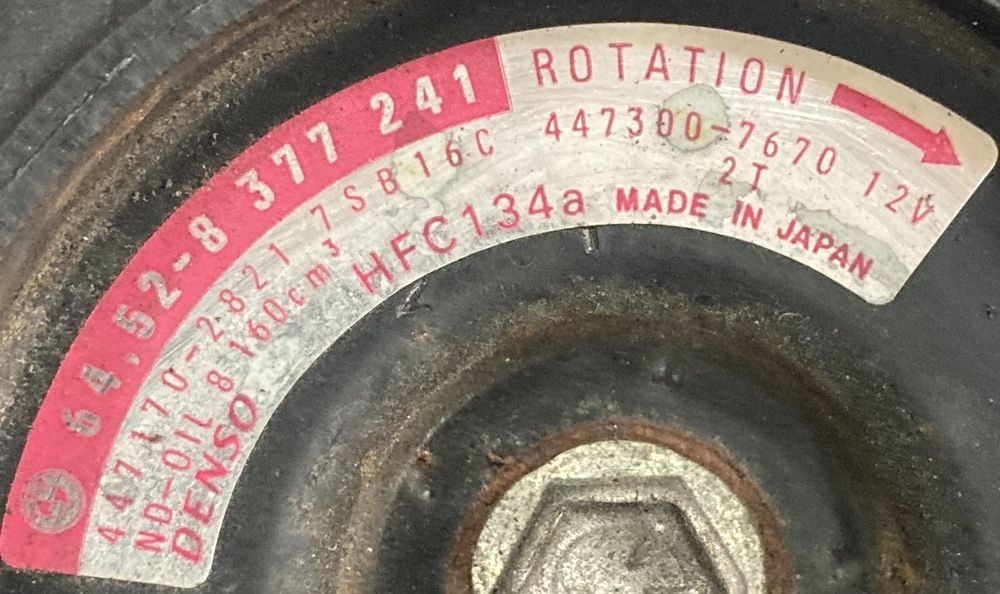 64.52-8 377 241
ROTATION
447170-2821 7SB16C
447300-7670 12V
ND-OIL 8 160cm³
2T
DENSO
HFC134a
MADE IN JAPAN